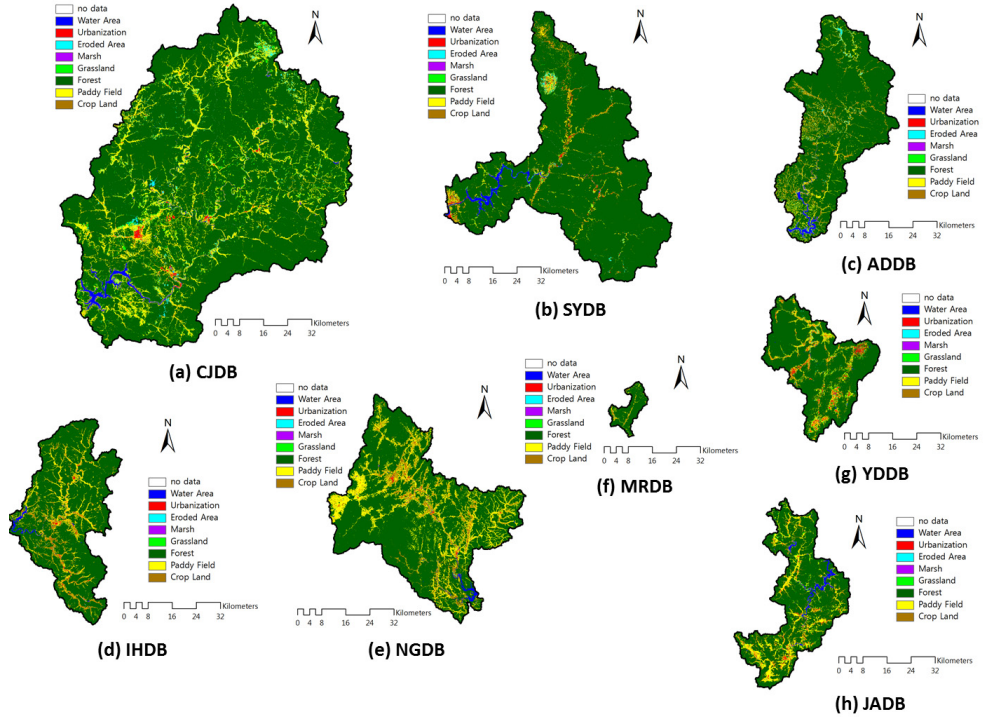 N
no data
Water Area
Urbanization
Eroded Area
Marsh
Grassland
Forest
Paddy Field
Crop Land
0 4 8 16 24 32 Kilometers
(a) CJDB
N
no data
Water Area
Urbanization
Eroded Area
Marsh
Grassland
Forest
Paddy Field
Crop Land
0 4 8 16 24 32 Kilometers
(b) SYDB
N
no data
Water Area
Urbanization
Eroded Area
Marsh
Grassland
Forest
Paddy Field
Crop Land
Kilometers
0 4 8 16 24 32
(c) ADDB
N
no data
Water Area
Urbanization
Eroded Area
Marsh
Grassland
Forest
Paddy Field
Crop Land
Kilometers
0 4 8 16 24 32
(d) IHDB
N
no data
Water Area
Urbanization
Eroded Area
Marsh
Grassland
Forest
Paddy Field
Crop Land
Kilometers
0 4 8 16 24 32
(e) NGDB
N
no data
Water Area
Urbanization
Eroded Area
Marsh
Grassland
Forest
Paddy Field
Crop Land
Kilometers
0 4 8 16 24 32
(f) MRDB
N
no data
Water Area
Urbanization
Eroded Area
Marsh
Grassland
Forest
Paddy Field
Crop Land
Kilometers
0 4 8 16 24 32
(g) YDDB
N
no data
Water Area
Urbanization
Eroded Area
Marsh
Grassland
Forest
Paddy Field
Crop Land
Kilometers
0 4 8 16 24 32
(h) JADB